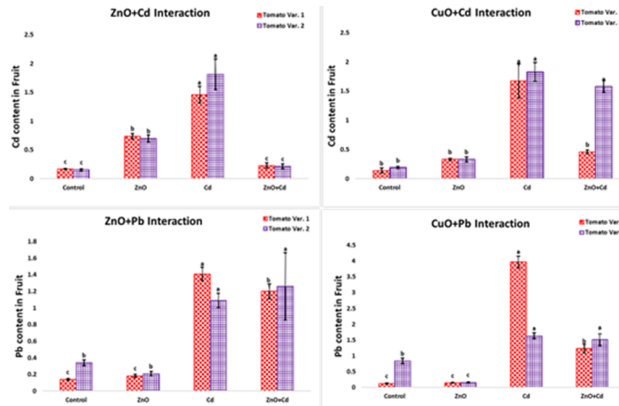 ZnO+Cd Interaction
Tomato Var. 1
Tomato Var. 2
Cd content in Fruit
2.5
2
1.5
1
0.5
0
c c
b b
a a
c c
Control ZnO Cd ZnO+Cd
CuO+Cd Interaction
Tomato Var.
Tomato Var.
Cd content in Fruit
2.5
2
1.5
1
0.5
0
b b
b b
a a
b a
Control ZnO Cd ZnO+Cd
ZnO+Pb Interaction
Tomato Var. 1
Tomato Var. 2
Pb content in Fruit
1.8
1.6
1.4
1.2
1
0.8
0.6
0.4
0.2
0
c b
c b
a a
b a
Control ZnO Cd ZnO+Cd
CuO+Pb Interaction
Tomato Va
Tomato Va
Pb content in Fruit
4.5
4
3.5
3
2.5
2
1.5
1
0.5
0
c b
c c
a a
b a
Control ZnO Cd ZnO+Cd